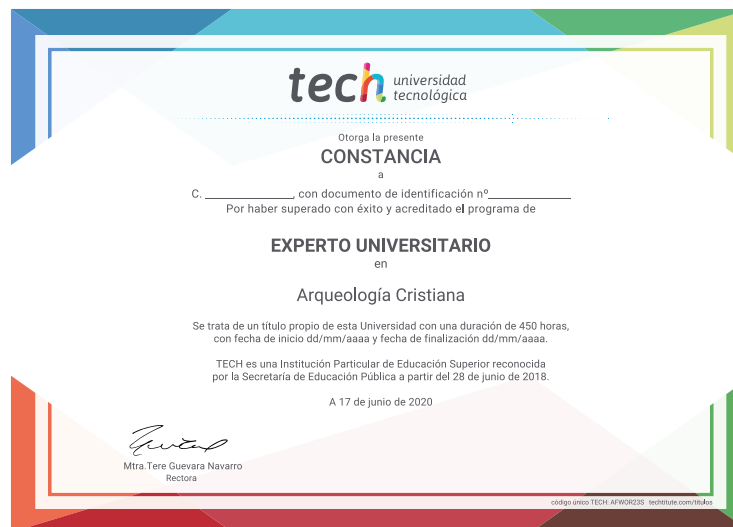 tech universidad
tecnológica
Otorga la presente
CONSTANCIA
a
C. ______________, con documento de identificación nº______________
Por haber superado con éxito y acreditado el programa de
EXPERTO UNIVERSITARIO
en
Arqueología Cristiana
Se trata de un título propio de esta Universidad con una duración de 450 horas,
con fecha de inicio dd/mm/aaaa y fecha de finalización dd/mm/aaaa.
TECH es una Institución Particular de Educación Superior reconocida
por la Secretaría de Educación Pública a partir del 28 de junio de 2018.
A 17 de junio de 2020
Mtra.Tere Guevara Navarro
Rectora
código único TECH: AFWOR23S techtitute.com/titulos